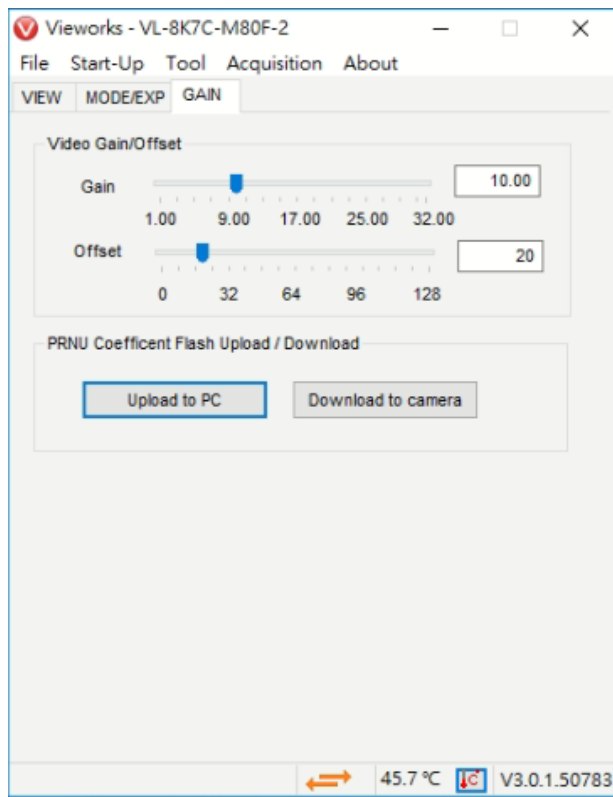 Vieworks - VL-8K7C-M80F-2
File Start-Up Tool Acquisition About
VIEW MODE/EXP GAIN
Video Gain/Offset
Gain 10.00
1.00 9.00 17.00 25.00 32.00
Offset 20
0 32 64 96 128
PRNU Coefficent Flash Upload / Download
Upload to PC Download to camera
45.7 ℃ V3.0.1.50783